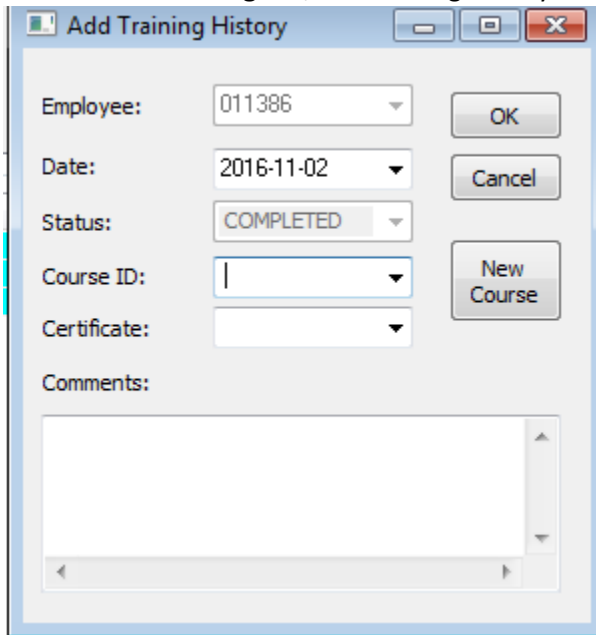 Add Training History
Employee: 011386
OK
Date: 2016-11-02
Cancel
Status: COMPLETED
Course ID:
New
Course
Certificate:
Comments: